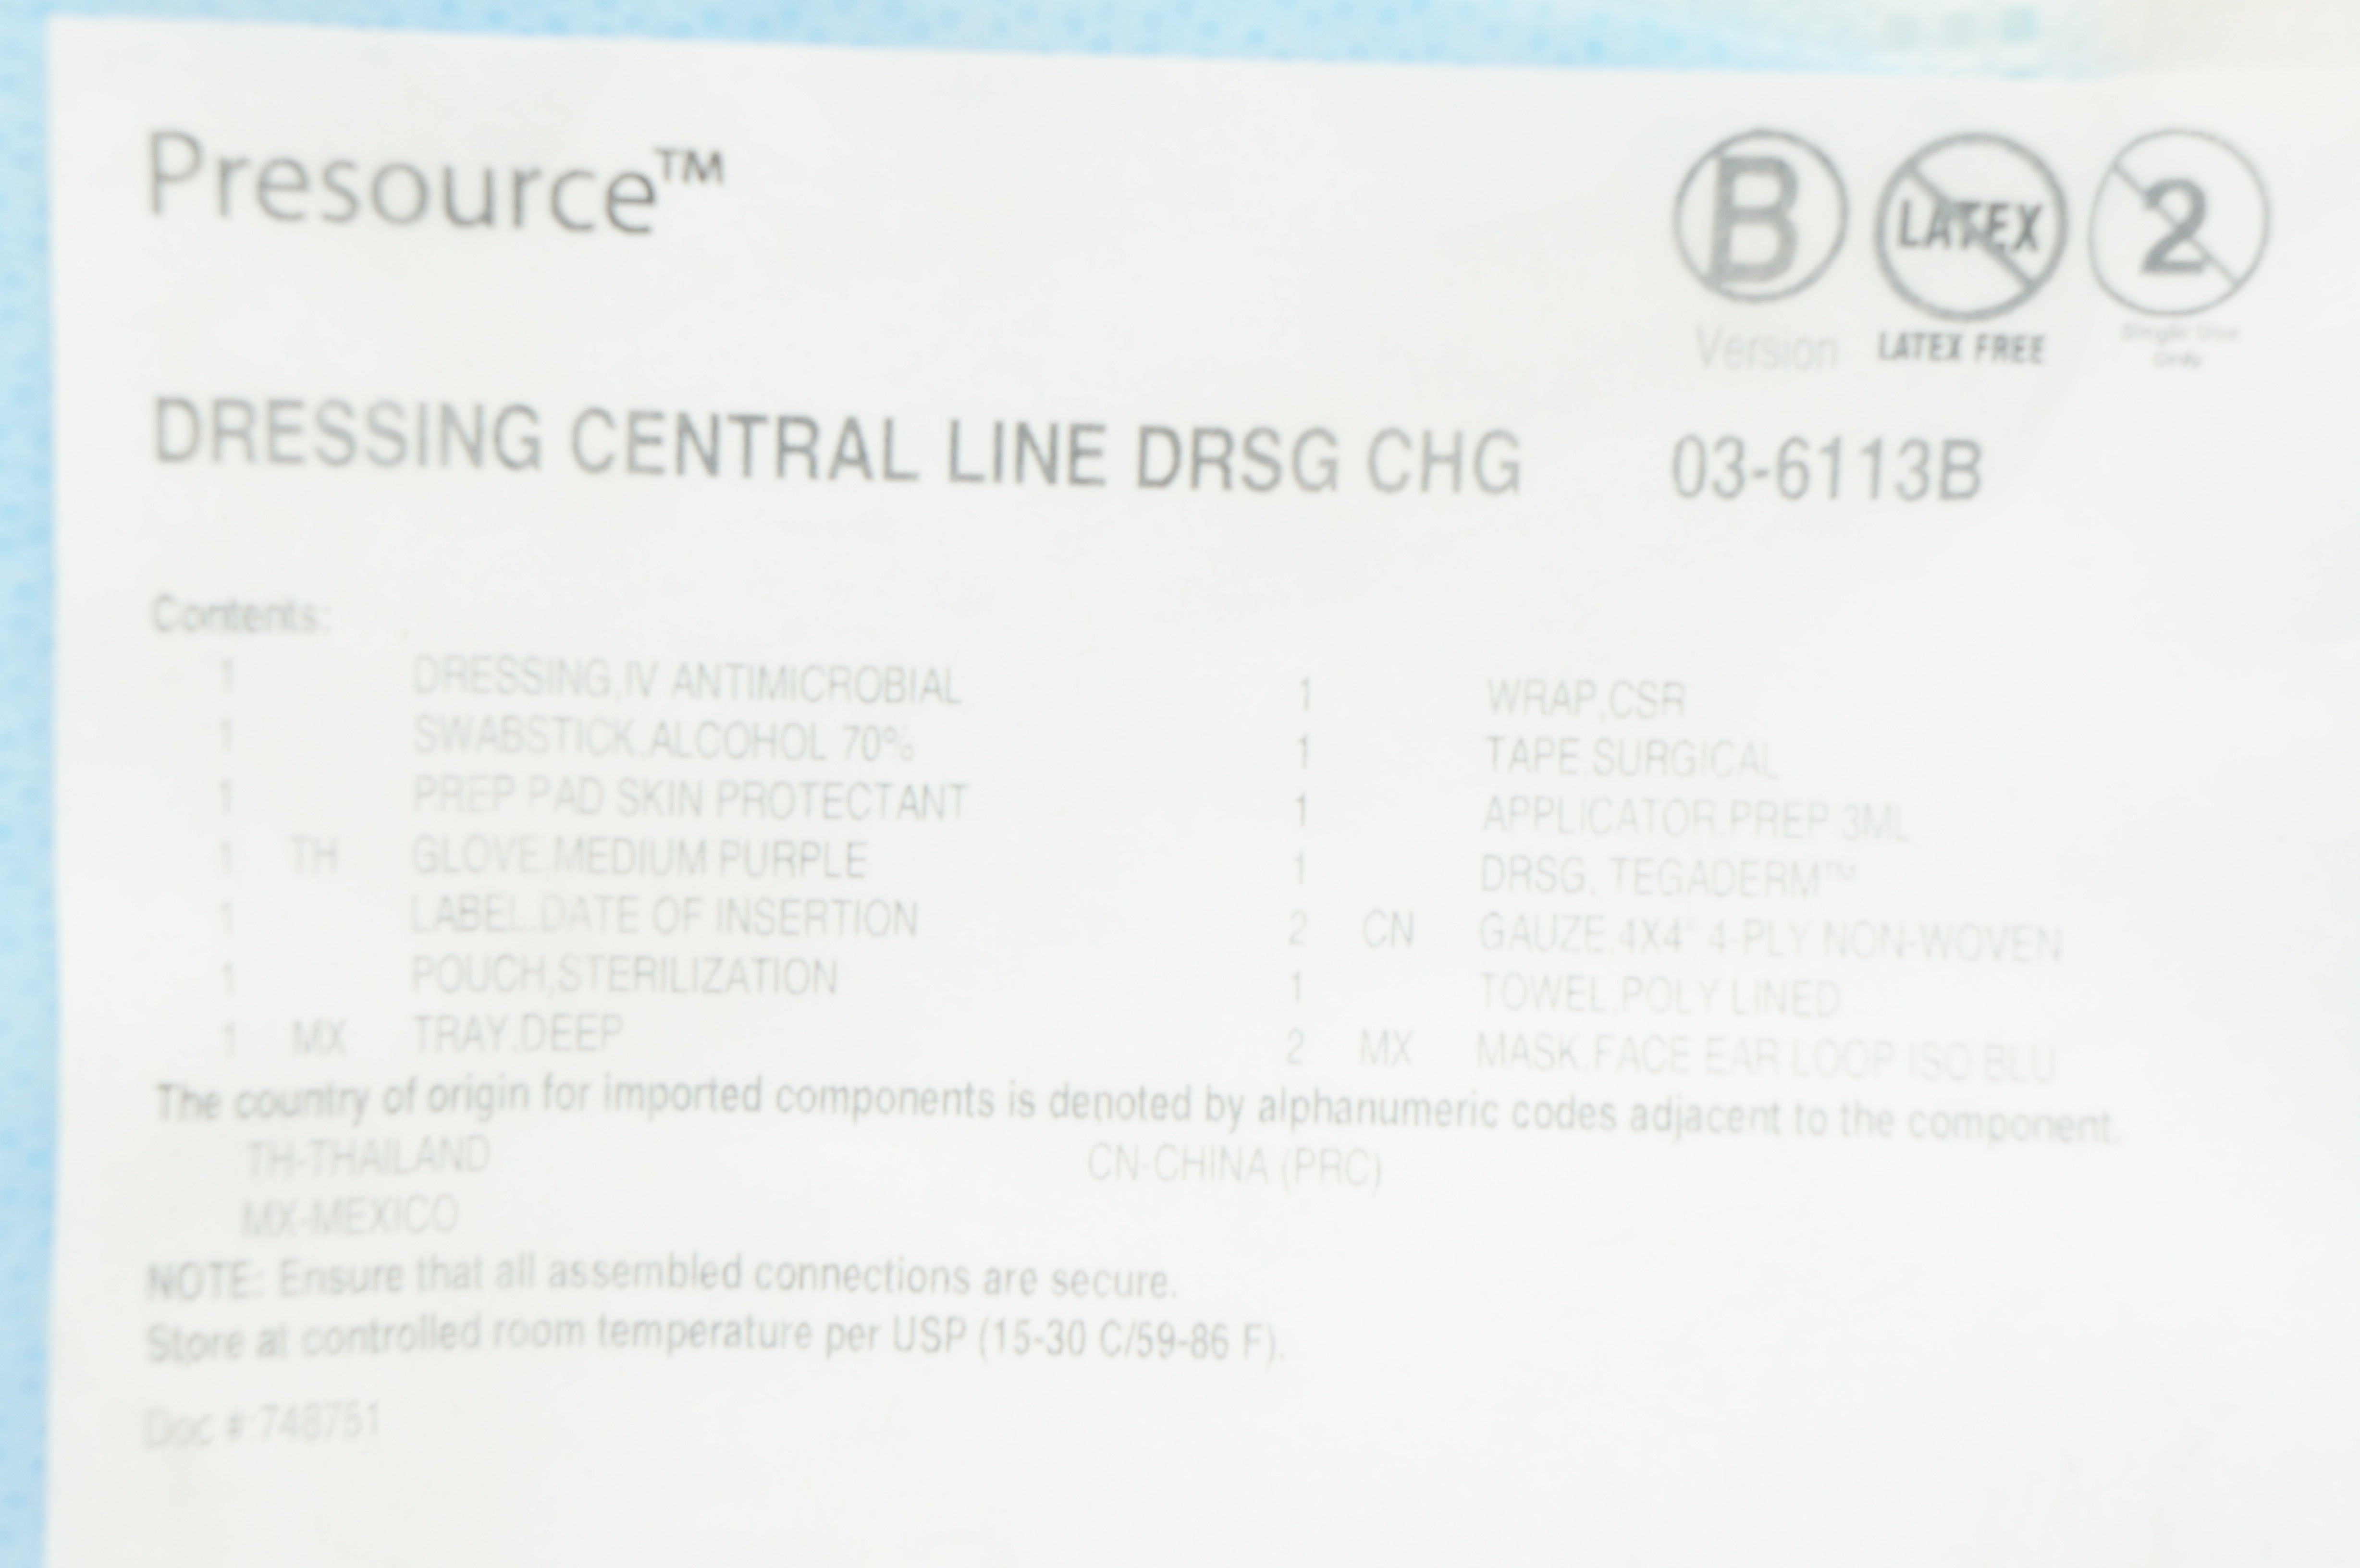 Presource™
B
LATEX
2
Version
LATEX FREE
Single Use
Only
DRESSING CENTRAL LINE DRSG CHG 03-6113B
Contents:
1 DRESSING,IV ANTIMICROBIAL
1 SWABSTICK,ALCOHOL 70%
1 PREP PAD SKIN PROTECTANT
1 TH GLOVE,MEDIUM PURPLE
1 LABEL,DATE OF INSERTION
1 POUCH,STERILIZATION
1 MX TRAY,DEEP
1 WRAP,CSR
1 TAPE,SURGICAL
1 APPLICATOR,PREP 3ML
1 DRSG, TEGADERM™
2 CN GAUZE,4X4" 4-PLY NON-WOVEN
1 TOWEL,POLY LINED
2 MX MASK,FACE EAR LOOP ISO BLU
The country of origin for imported components is denoted by alphanumeric codes adjacent to the component.
TH-THAILAND CN-CHINA (PRC)
MX-MEXICO
NOTE: Ensure that all assembled connections are secure.
Store at controlled room temperature per USP (15-30 C/59-86 F).
Doc #:748751